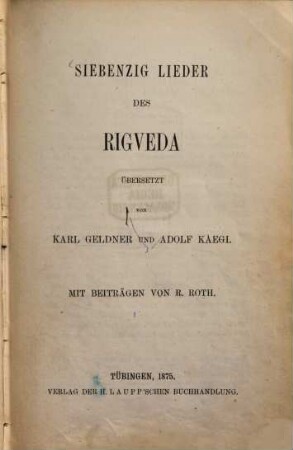 SIEBENZIG LIEDER
DES
RIGVEDA
ÜBERSETZT
VON
KARL GELDNER UND ADOLF KAEGI.
MIT BEITRÄGEN VON R. ROTH.
TÜBINGEN, 1875.
VERLAG DER H. LAUPP'SCHEN BUCHHANDLUNG.